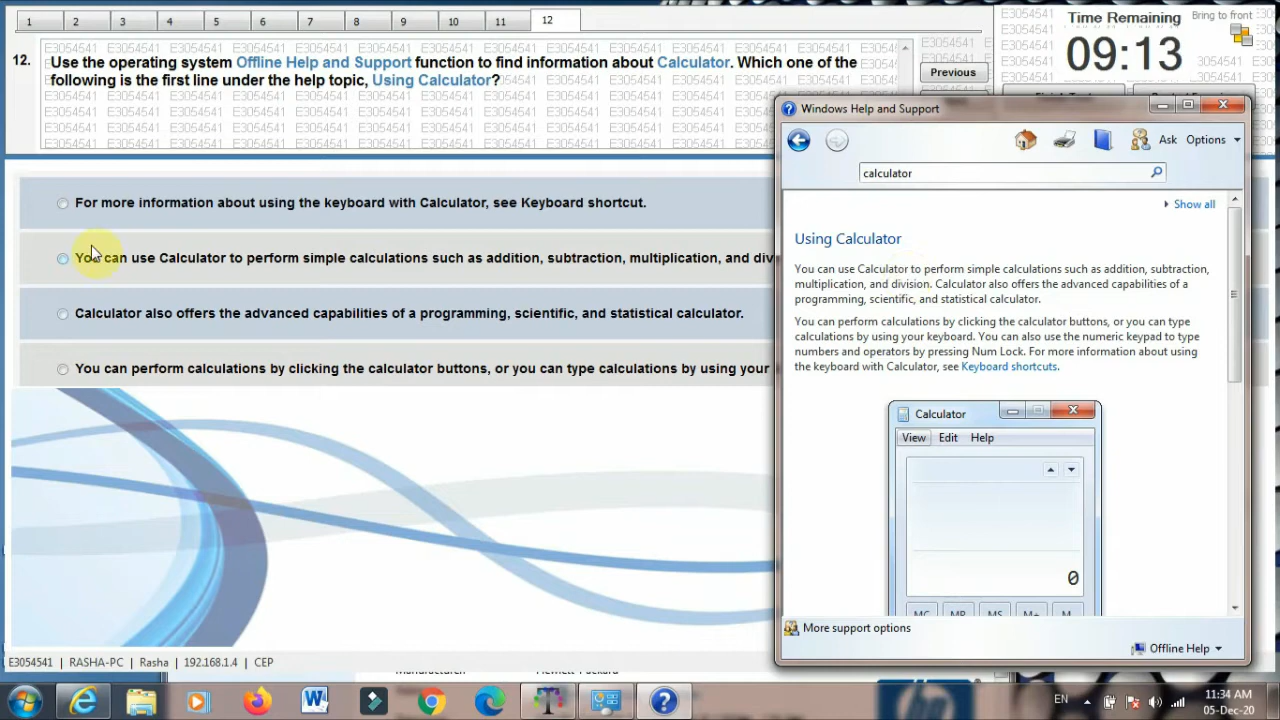 1 2 3 4 5 6 7 8 9 10 11 12
12. Use the operating system Offline Help and Support function to find information about Calculator. Which one of the
following is the first line under the help topic, Using Calculator?
Previous
Time Remaining
Bring to front
09:13
For more information about using the keyboard with Calculator, see Keyboard shortcut.
You can use Calculator to perform simple calculations such as addition, subtraction, multiplication, and div
Calculator also offers the advanced capabilities of a programming, scientific, and statistical calculator.
You can perform calculations by clicking the calculator buttons, or you can type calculations by using your
E3054541 | RASHA-PC | Rasha | 192.168.1.4 | CEP
Windows Help and Support
Ask Options
calculator
Show all
Using Calculator
You can use Calculator to perform simple calculations such as addition, subtraction,
multiplication, and division. Calculator also offers the advanced capabilities of a
programming, scientific, and statistical calculator.
You can perform calculations by clicking the calculator buttons, or you can type
calculations by using your keyboard. You can also use the numeric keypad to type
numbers and operators by pressing Num Lock. For more information about using
the keyboard with Calculator, see Keyboard shortcuts.
Calculator
View Edit Help
0
MC MR MS M+
More support options
Offline Help
EN
11:34 AM
05-Dec-20